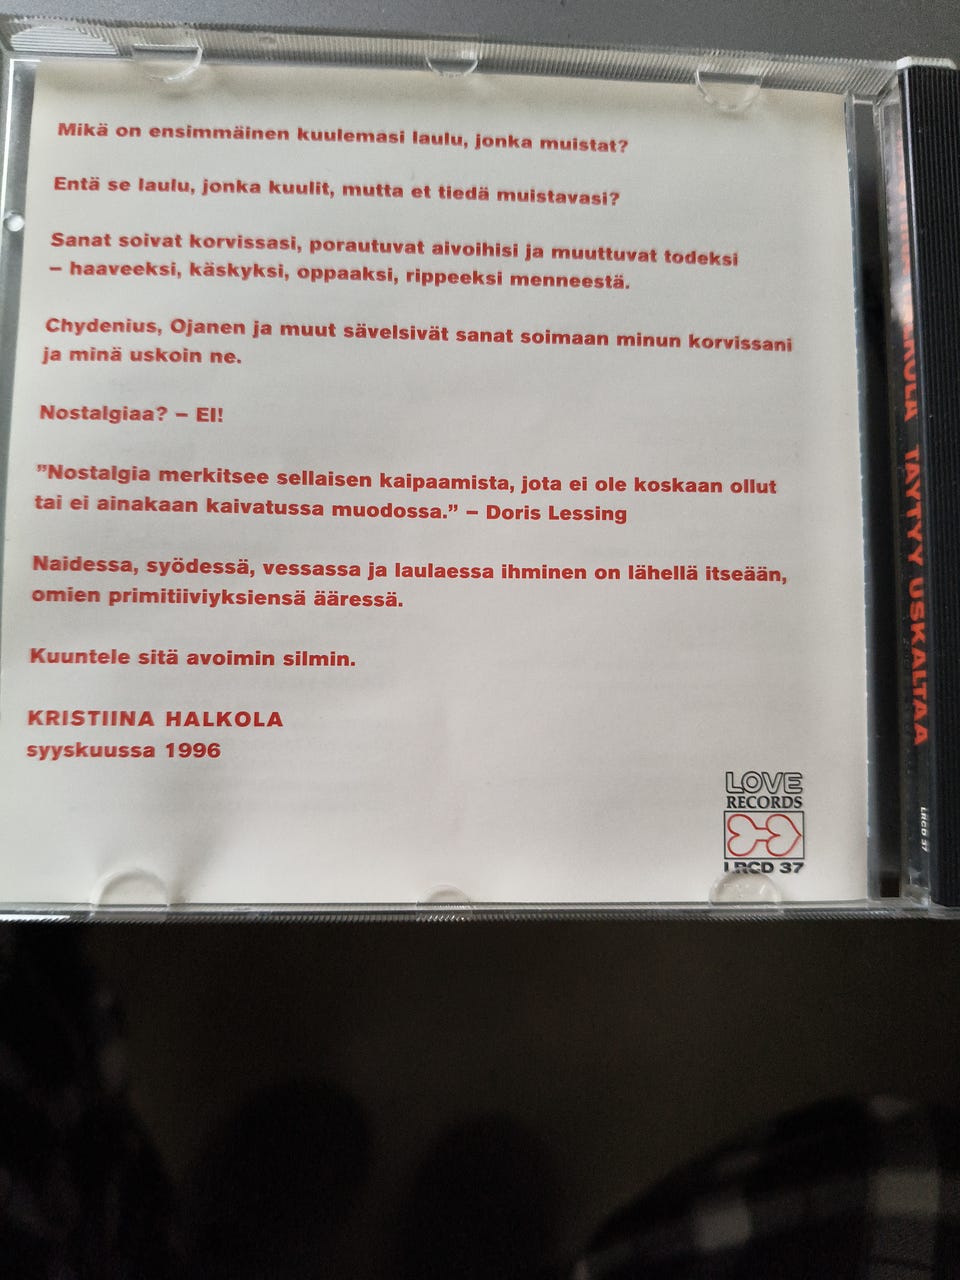 Mikä on ensimmäinen kuulemasi laulu, jonka muistat?
Entä se laulu, jonka kuulit, mutta et tiedä muistavasi?
Sanat soivat korvissasi, porautuvat aivoihisi ja muuttuvat todeksi
– haaveeksi, käskyksi, oppaaksi, rippeeksi menneestä.
Chydenius, Ojanen ja muut sävelsivät sanat soimaan minun korvissani
ja minä uskoin ne.
Nostalgiaa? – EI!
”Nostalgia merkitsee sellaisen kaipaamista, jota ei ole koskaan ollut
tai ei ainakaan kaivatussa muodossa.” – Doris Lessing
Naidessa, syödessä, vessassa ja laulaessa ihminen on lähellä itseään,
omien primitiiviyksiensä ääressä.
Kuuntele sitä avoimin silmin.
KRISTIINA HALKOLA
syyskuussa 1996
LOVE
RECORDS
LRCD 37
TÄYTYY USKALTAA
LRCD 37